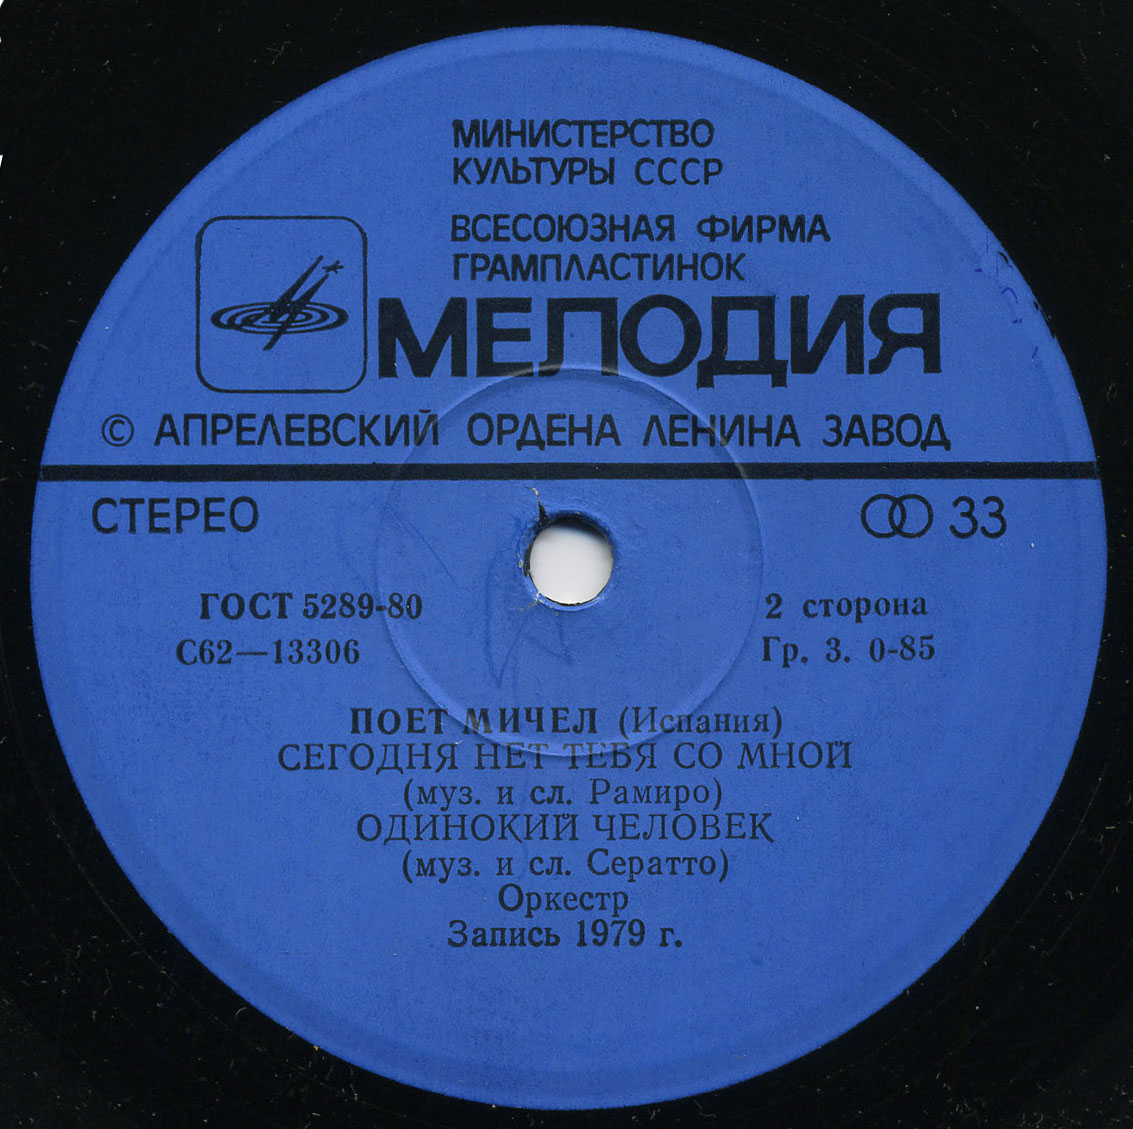 МИНИСТЕРСТВО
КУЛЬТУРЫ СССР
ВСЕСОЮЗНАЯ ФИРМА
ГРАМПЛАСТИНОК
МЕЛОДИЯ
© АПРЕЛЕВСКИЙ ОРДЕНА ЛЕНИНА ЗАВОД
СТЕРЕО 33
ГОСТ 5289-80 2 сторона
С62—13306 Гр. 3. 0-85
ПОЕТ МИЧЕЛ (Испания)
СЕГОДНЯ НЕТ ТЕБЯ СО МНОЙ
(муз. и сл. Рамиро)
ОДИНОКИЙ ЧЕЛОВЕК
(муз. и сл. Сератто)
Оркестр
Запись 1979 г.